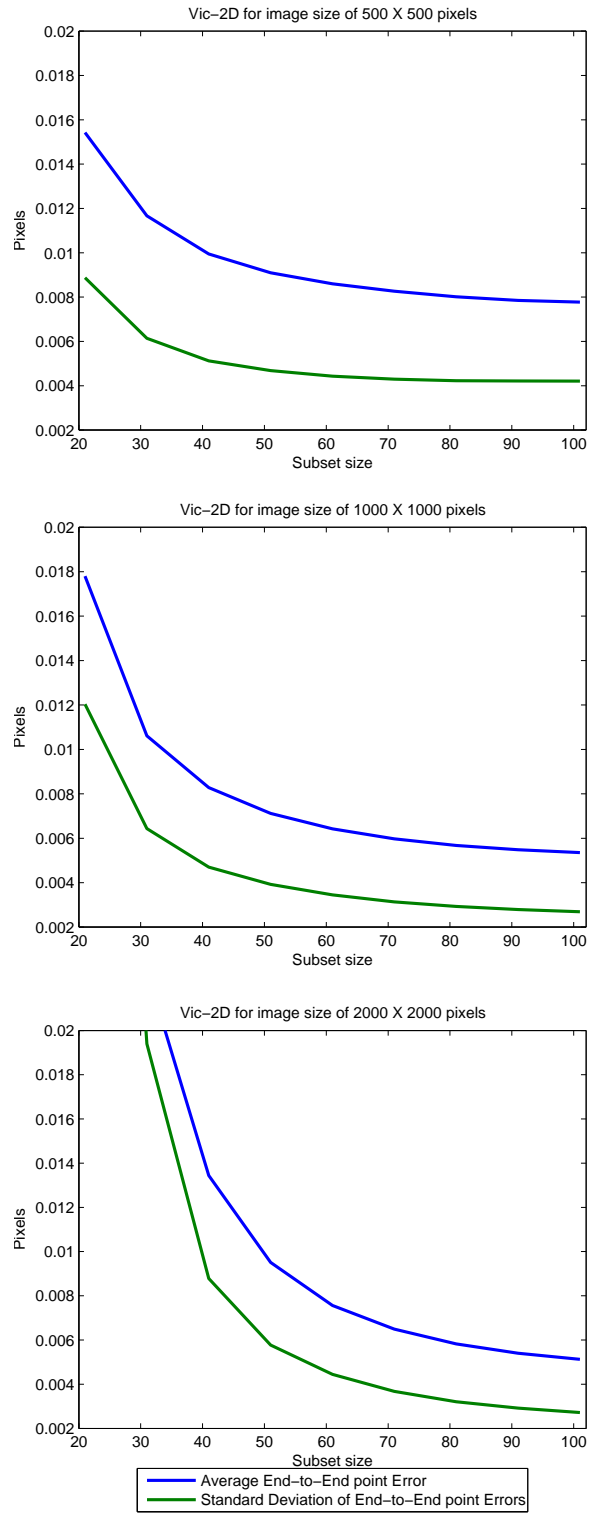 Vic−2D for image size of 500 X 500 pixels
0.02
0.018
0.016
0.014
0.012
0.01
0.008
0.006
0.004
0.002
Pixels
20 30 40 50 60 70 80 90 100
Subset size
Vic−2D for image size of 1000 X 1000 pixels
0.02
0.018
0.016
0.014
0.012
0.01
0.008
0.006
0.004
0.002
Pixels
20 30 40 50 60 70 80 90 100
Subset size
Vic−2D for image size of 2000 X 2000 pixels
0.02
0.018
0.016
0.014
0.012
0.01
0.008
0.006
0.004
0.002
Pixels
20 30 40 50 60 70 80 90 100
Subset size
Average End−to−End point Error
Standard Deviation of End−to−End point Errors